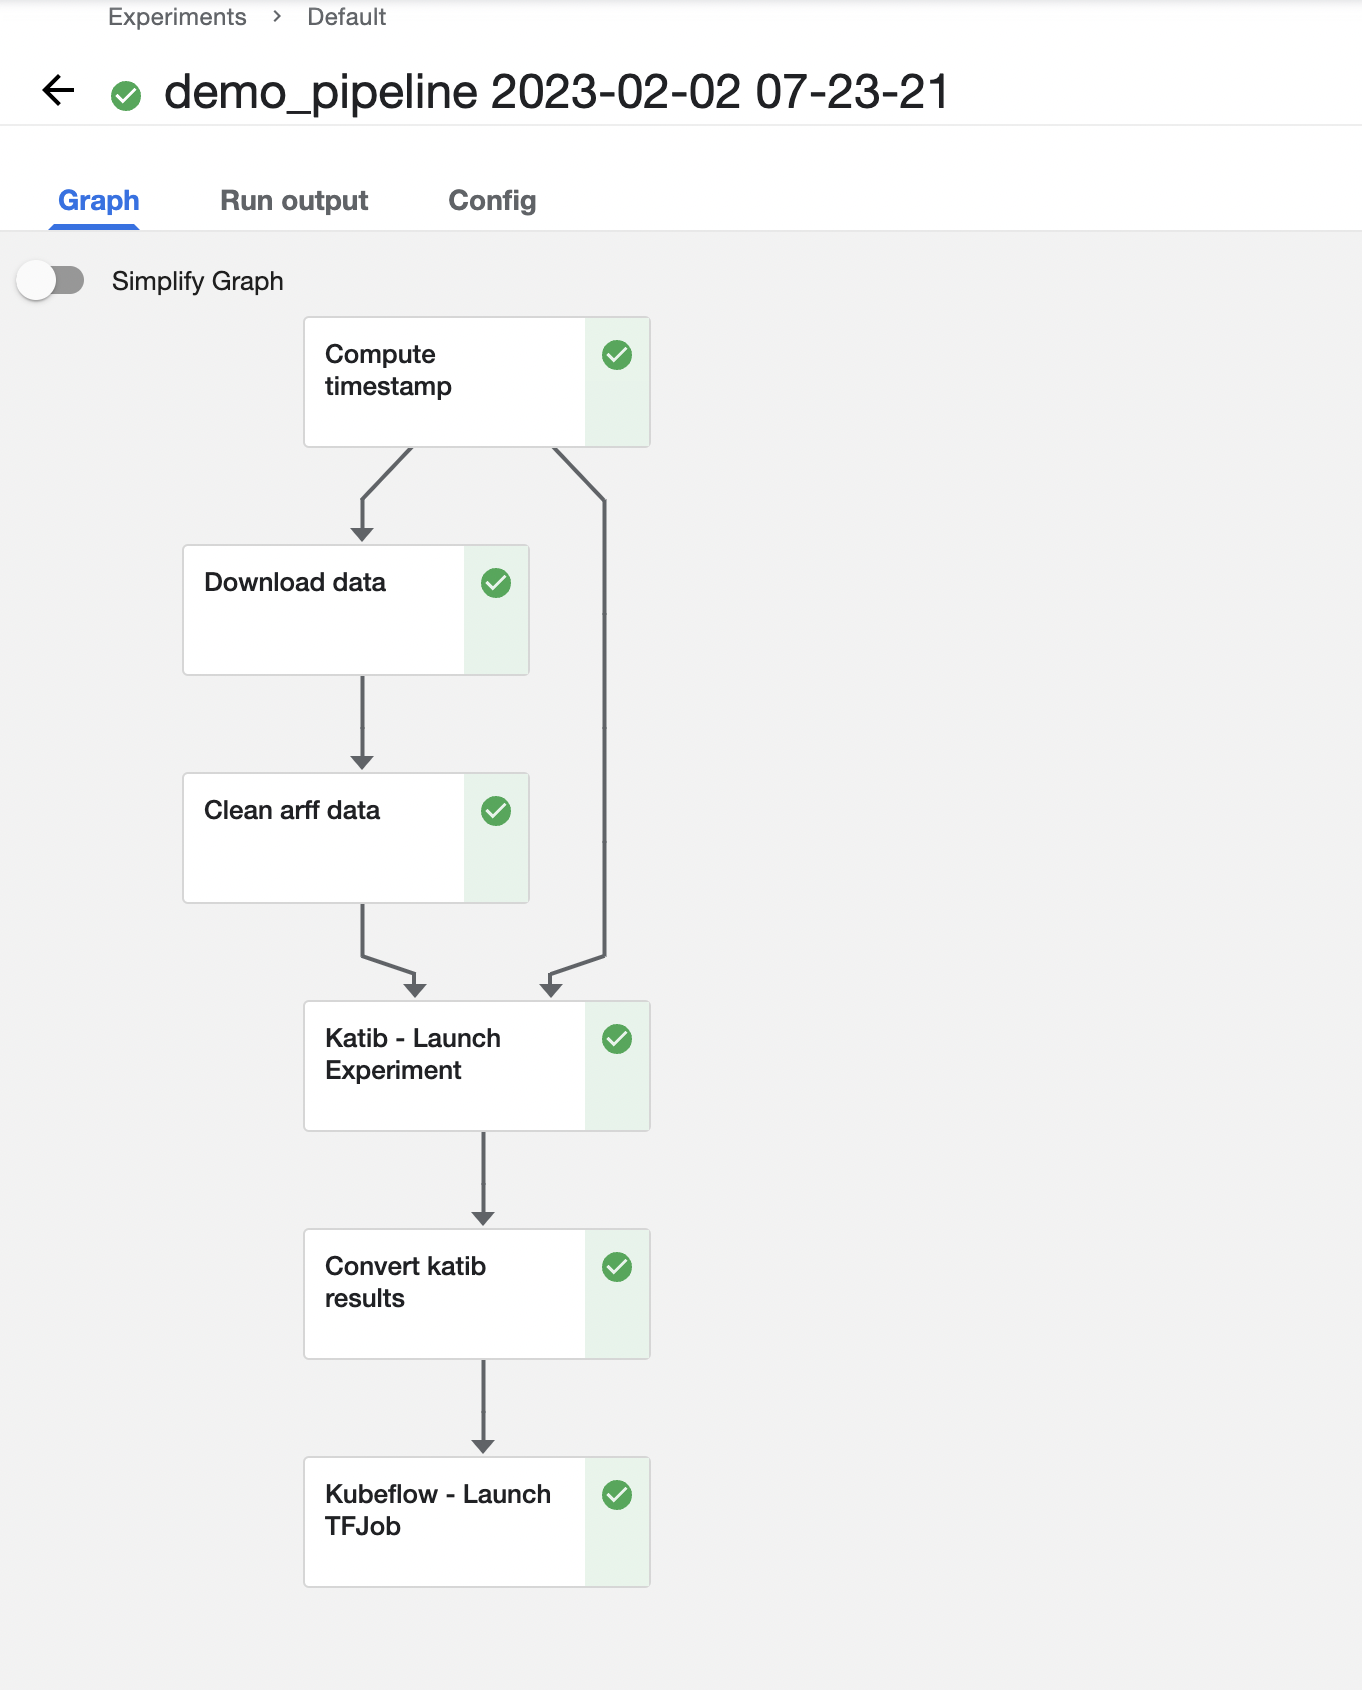 Experiments > Default
demo_pipeline 2023-02-02 07-23-21
Graph Run output Config
Simplify Graph
Compute
timestamp
Download data
Clean arff data
Katib - Launch
Experiment
Convert katib
results
Kubeflow - Launch
TFJob